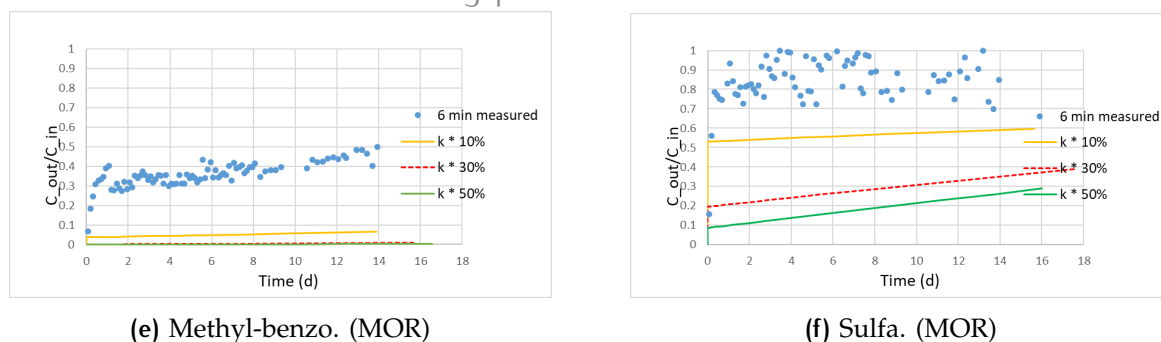 1
0.9
0.8
0.7
0.6
0.5
0.4
0.3
0.2
0.1
0
C_out/C_in
0 2 4 6 8 10 12 14 16 18
Time (d)
6 min measured
k * 10%
k * 30%
k * 50%
(e) Methyl-benzo. (MOR)
1
0.9
0.8
0.7
0.6
0.5
0.4
0.3
0.2
0.1
0
C_out/C_in
0 2 4 6 8 10 12 14 16 18
Time (d)
6 min measured
k * 10%
k * 30%
k * 50%
(f) Sulfa. (MOR)